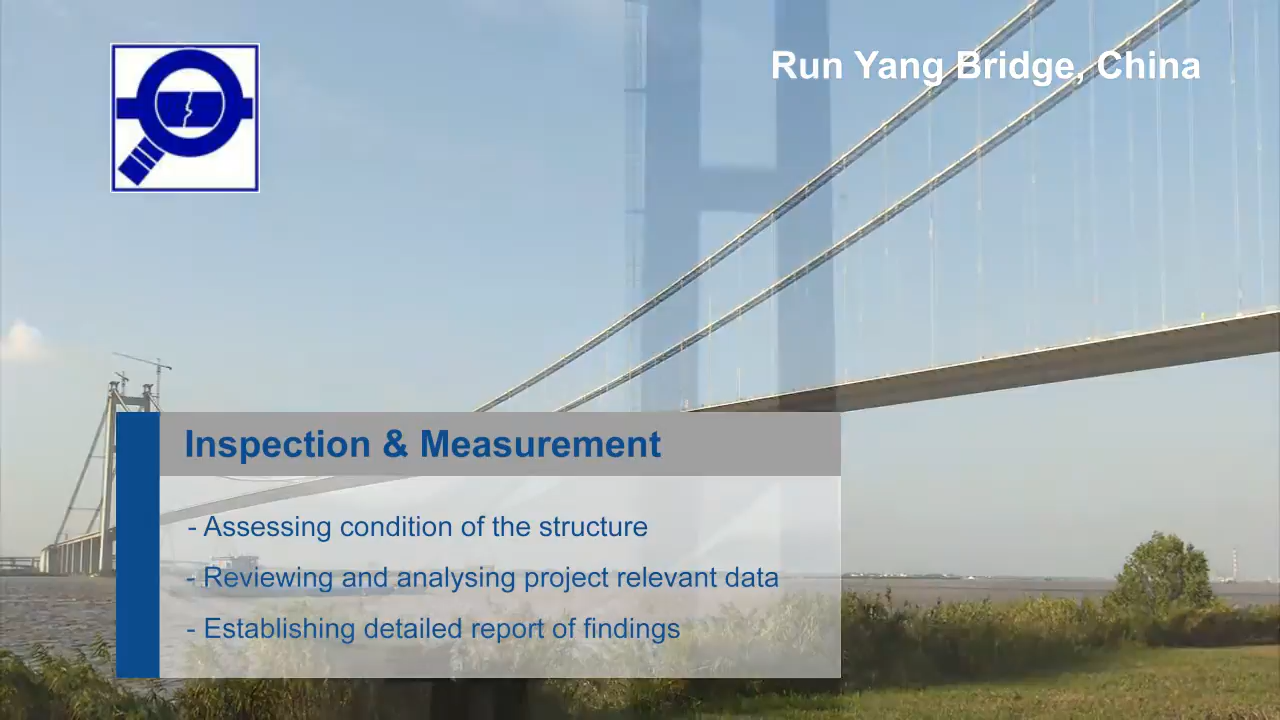 Run Yang Bridge, China
Inspection & Measurement
- Assessing condition of the structure
- Reviewing and analysing project relevant data
- Establishing detailed report of findings